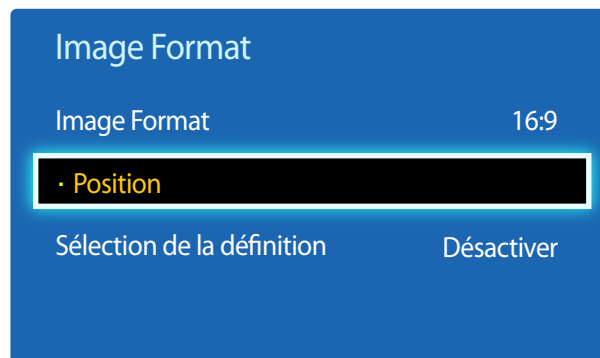 Image Format
Image Format 16:9
· Position
Sélection de la définition Désactiver